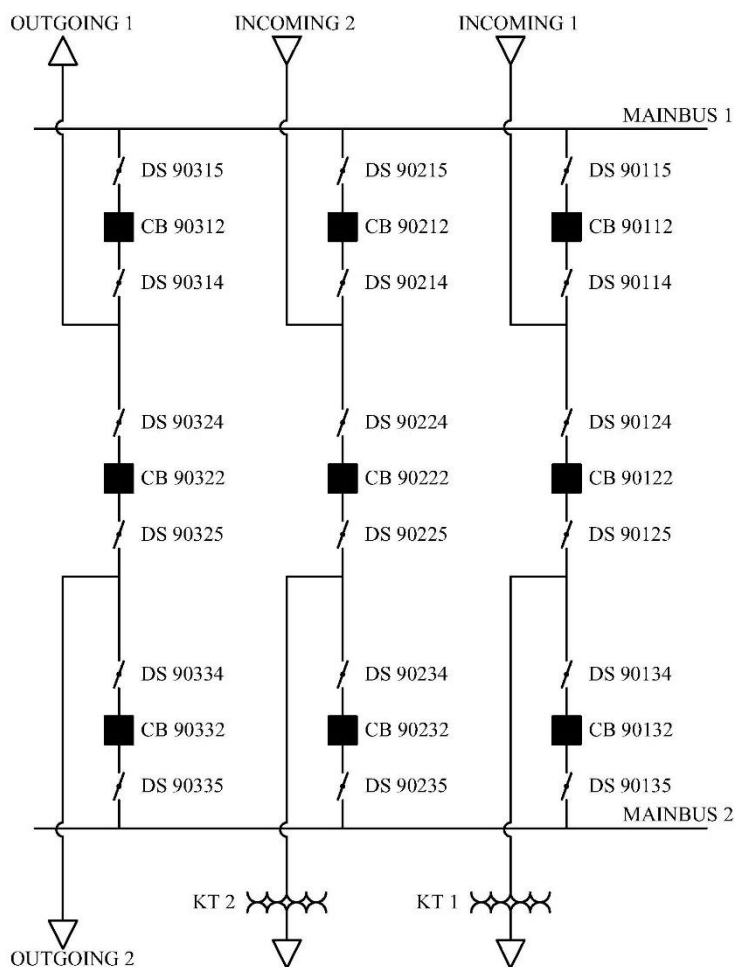 OUTGOING 1
INCOMING 2
INCOMING 1
MAINBUS 1
DS 90315
DS 90215
DS 90115
CB 90312
CB 90212
CB 90112
DS 90314
DS 90214
DS 90114
DS 90324
DS 90224
DS 90124
CB 90322
CB 90222
CB 90122
DS 90325
DS 90225
DS 90125
DS 90334
DS 90234
DS 90134
CB 90332
CB 90232
CB 90132
DS 90335
DS 90235
DS 90135
MAINBUS 2
KT 2
KT 1
OUTGOING 2